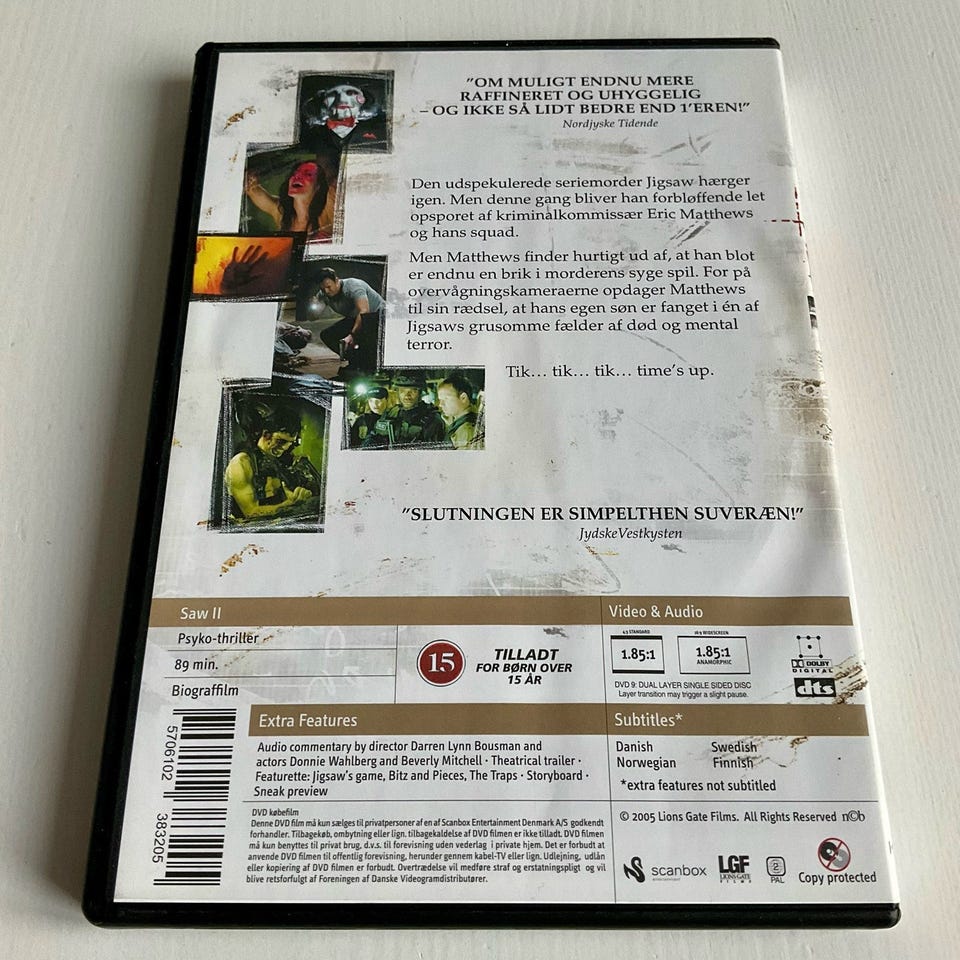 ”OM MULIGT ENDNU MERE
RAFFINERET OG UHYGGELIG
– OG IKKE SÅ LIDT BEDRE END 1’EREN!”
Nordjyske Tidende
Den udspekulerede seriemorder Jigsaw hærger
igen. Men denne gang bliver han forbløffende let
opsporet af kriminalkommissær Eric Matthews
og hans squad.
Men Matthews finder hurtigt ud af, at han blot
er endnu en brik i morderens syge spil. For på
overvågningskameraerne opdager Matthews
til sin rædsel, at hans egen søn er fanget i én af
Jigsaws grusomme fælder af død og mental
terror.
Tik… tik… tik… time’s up.
”SLUTNINGEN ER SIMPELTHEN SUVERÆN!”
JydskeVestkysten
Saw II
Psyko-thriller
89 min.
Biograffilm
15
TILLADT
FOR BØRN OVER
15 ÅR
Video & Audio
4:3 STANDARD
1.85:1
16:9 WIDESCREEN
1.85:1
ANAMORPHIC
DOLBY
DIGITAL
dts
DVD 9: DUAL LAYER SINGLE SIDED DISC
Layer transition may trigger a slight pause.
Extra Features
Audio commentary by director Darren Lynn Bousman and
actors Donnie Wahlberg and Beverly Mitchell · Theatrical trailer ·
Featurette: Jigsaw’s game, Bitz and Pieces, The Traps · Storyboard ·
Sneak preview
Subtitles*
Danish Swedish
Norwegian Finnish
*extra features not subtitled
5706102 383205
DVD købefilm
Denne DVD film må kun sælges til privatpersoner af en af Scanbox Entertainment Denmark A/S godkendt
forhandler. Tilbagekøb, ombytning eller lign. tilbagekaldelse af DVD filmen er ikke tilladt. DVD filmen
må kun benyttes til privat brug, d.v.s. til forevisning uden vederlag i private hjem. Det er forbudt at
anvende DVD filmen til offentlig forevisning, herunder gennem kabel-TV eller lign. Udlejning, udlån
eller kopiering af DVD filmen er forbudt. Overtrædelse vil medføre straf og erstatningspligt og vil
blive retsforfulgt af Foreningen af Danske Videogramdistributører.
© 2005 Lions Gate Films. All Rights Reserved n©b
scanbox
entertainment
LGF
LIONS GATE
FILMS
2
PAL
Copy protected